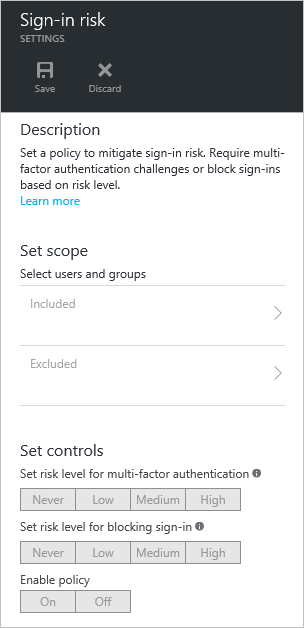 Sign-in risk
SETTINGS
Save Discard
Description
Set a policy to mitigate sign-in risk. Require multi-
factor authentication challenges or block sign-ins
based on risk level.
Learn more
Set scope
Select users and groups
Included
Excluded
Set controls
Set risk level for multi-factor authentication
Never Low Medium High
Set risk level for blocking sign-in
Never Low Medium High
Enable policy
On Off